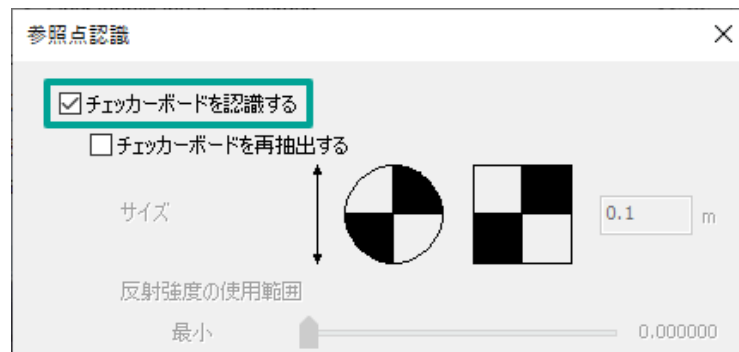 参照点認識
チェッカーボードを認識する
チェッカーボードを再抽出する
サイズ 0.1 m
反射強度の使用範囲
最小 0.000000